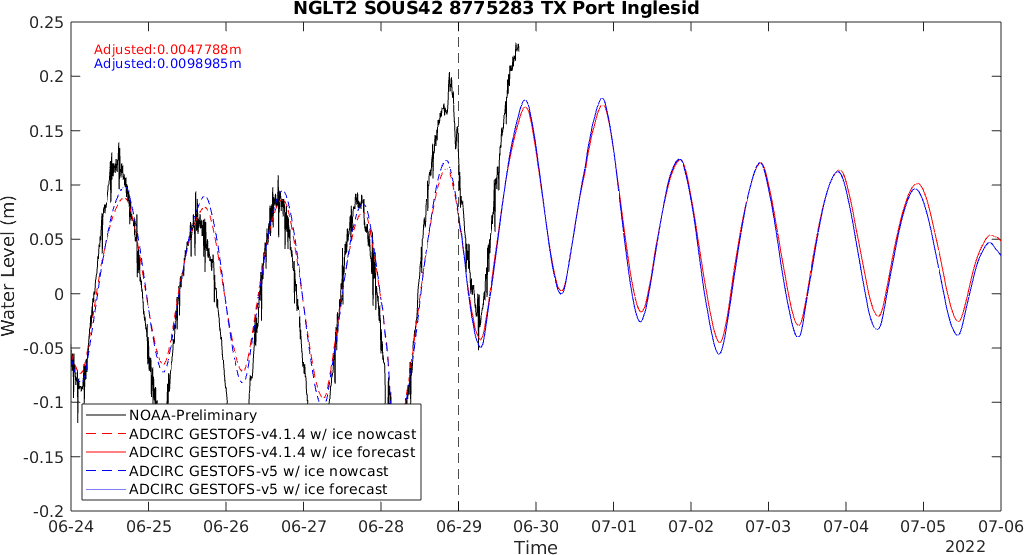 NGLT2 SOUS42 8775283 TX Port Inglesid
Adjusted:0.0047788m
Adjusted:0.0098985m
Water Level (m)
0.25
0.2
0.15
0.1
0.05
0
-0.05
-0.1
-0.15
-0.2
NOAA-Preliminary
ADCIRC GESTOFS-v4.1.4 w/ ice nowcast
ADCIRC GESTOFS-v4.1.4 w/ ice forecast
ADCIRC GESTOFS-v5 w/ ice nowcast
ADCIRC GESTOFS-v5 w/ ice forecast
06-24 06-25 06-26 06-27 06-28 06-29 06-30 07-01 07-02 07-03 07-04 07-05 07-06
Time
2022